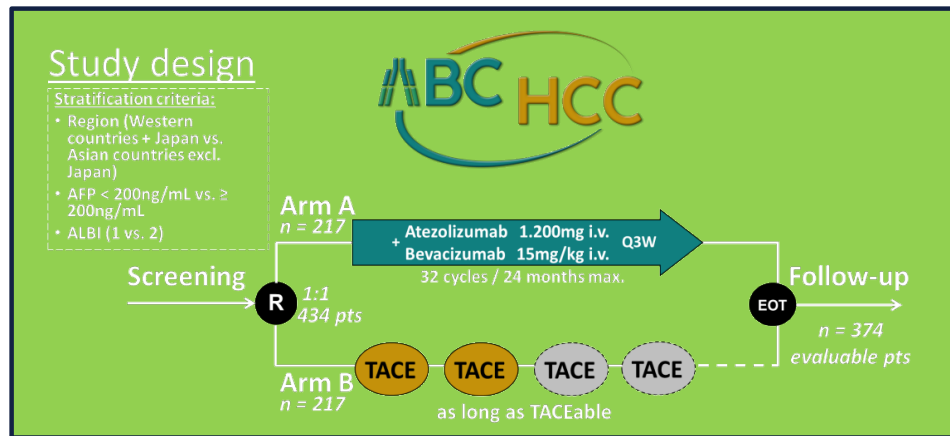 Study design
Stratification criteria:
• Region (Western
countries + Japan vs.
Asian countries excl.
Japan)
• AFP < 200ng/mL vs. ≥
200ng/mL
• ALBI (1 vs. 2)
ABC
HCC
Arm A
n = 217
+ Atezolizumab 1.200mg i.v. Q3W
Bevacizumab 15mg/kg i.v.
32 cycles / 24 months max.
Screening
R
1:1
434 pts
EOT
Follow-up
n = 374
evaluable pts
Arm B
n = 217
TACE TACE TACE TACE
as long as TACEable